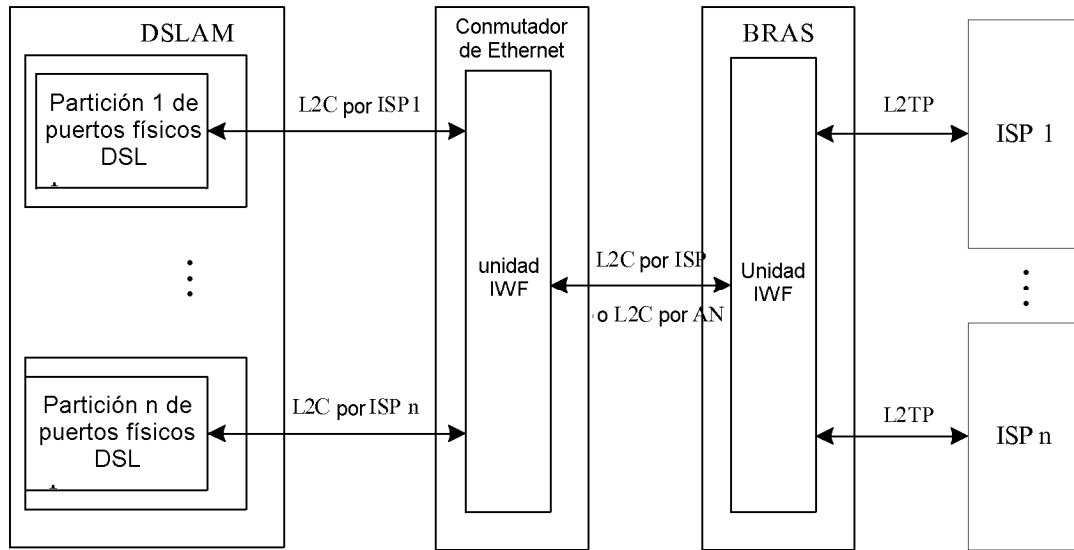 DSLAM
Partición 1 de
puertos físicos
DSL
L2C por ISP1
Partición n de
puertos físicos
DSL
L2C por ISP n
Conmutador
de Ethernet
unidad
IWF
L2C por ISP
o L2C por AN
BRAS
Unidad
IWF
L2TP
ISP 1
L2TP
ISP n